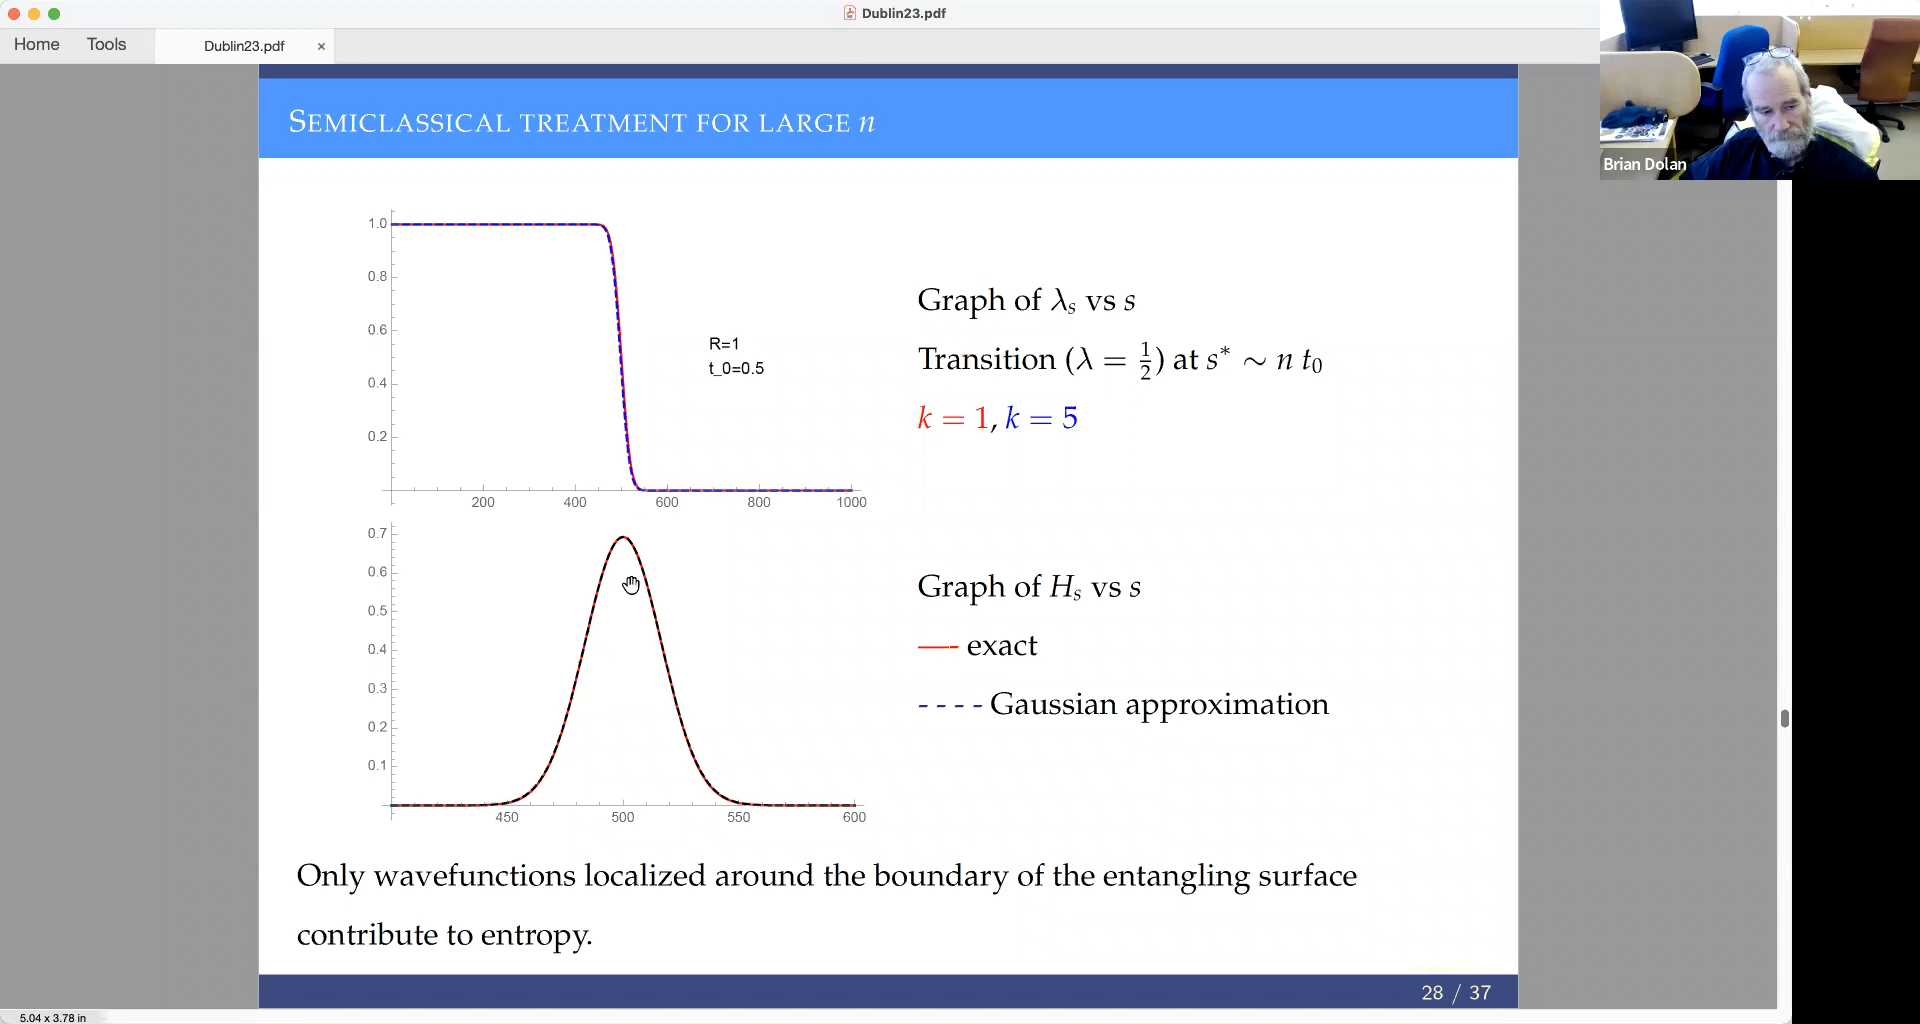 Dublin23.pdf
Home Tools Dublin23.pdf ×
SEMICLASSICAL TREATMENT FOR LARGE n
Brian Dolan
1.0
0.8
0.6
0.4
0.2
200 400 600 800 1000
R=1
t_0=0.5
Graph of λₛ vs s
Transition (λ = 1/2) at s* ∼ n t₀
k = 1, k = 5
0.7
0.6
0.5
0.4
0.3
0.2
0.1
450 500 550 600
Graph of Hₛ vs s
exact
Gaussian approximation
Only wavefunctions localized around the boundary of the entangling surface
contribute to entropy.
28 / 37
5.04 x 3.78 in